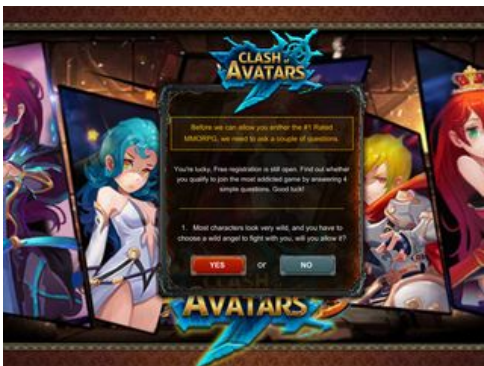 CLASH of
AVATARS
Before we can allow you enther the #1 Rated
MMORPG, we need to ask a couple of questions.
You're lucky, Free registration is still open. Find out whether
you qualify to join the most addicted game by answering 4
simple questions. Good luck!
1. Most characters look very wild, and you have to
choose a wild angel to fight with you, will you allow it?
YES or NO
CLASH
AVATARS